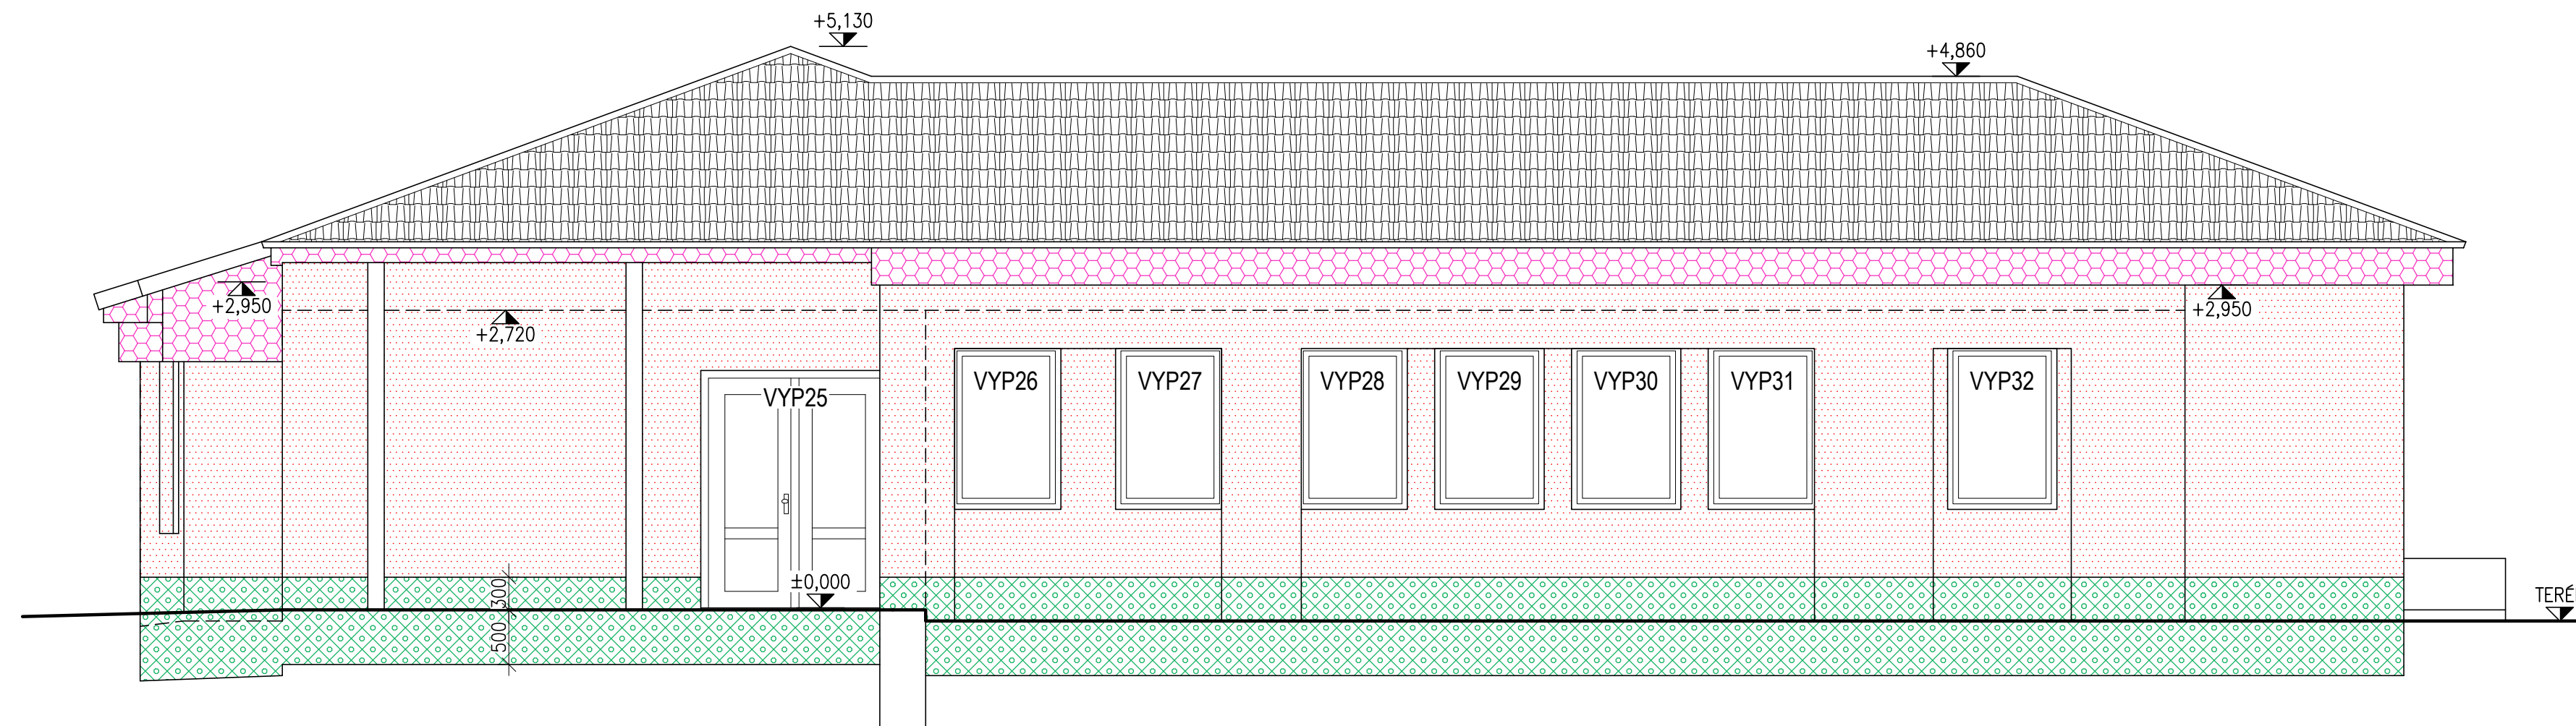 +5,130
+4,860
+2,950
+2,950
+2,720
VYP25
VYP26
VYP27
VYP28
VYP29
VYP30
VYP31
VYP32
±0,000
300
500
TERÉ